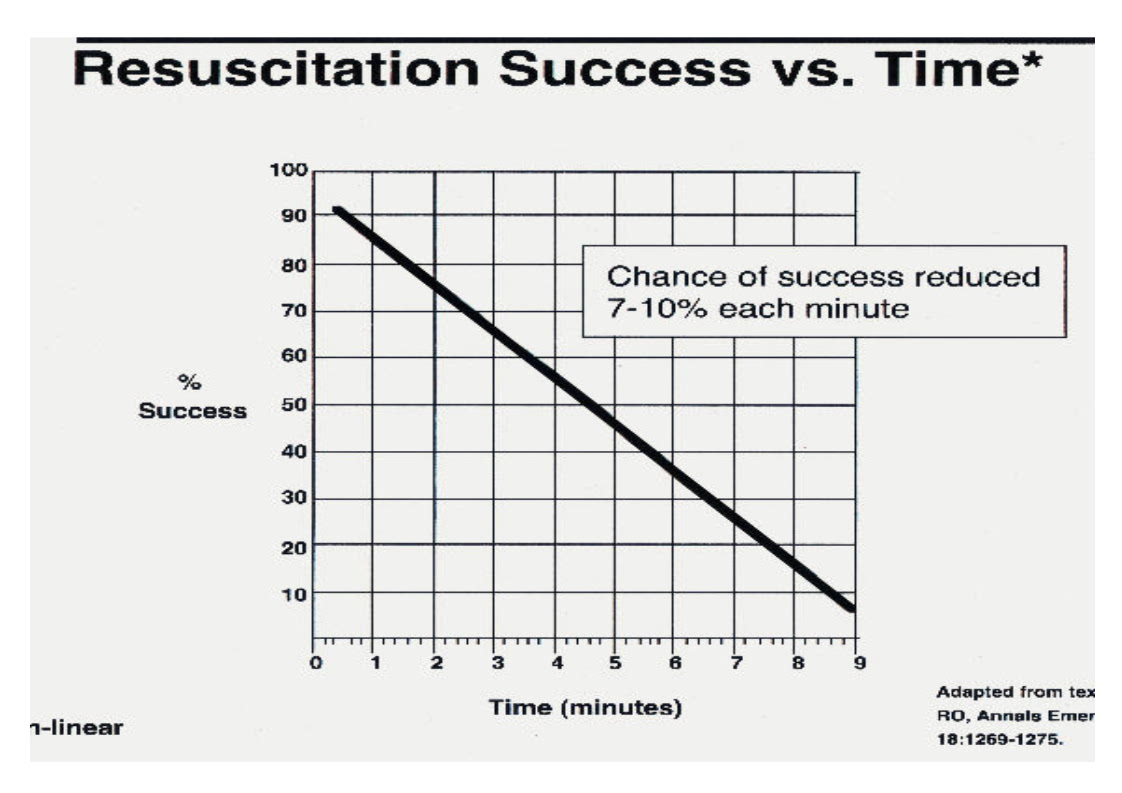 Resuscitation Success vs. Time*
100
90
80
70
60
50
40
30
20
10
Chance of success reduced
7-10% each minute
%
Success
0 1 2 3 4 5 6 7 8 9
Time (minutes)
n-linear
Adapted from tex
RO, Annals Emer
18:1269-1275.